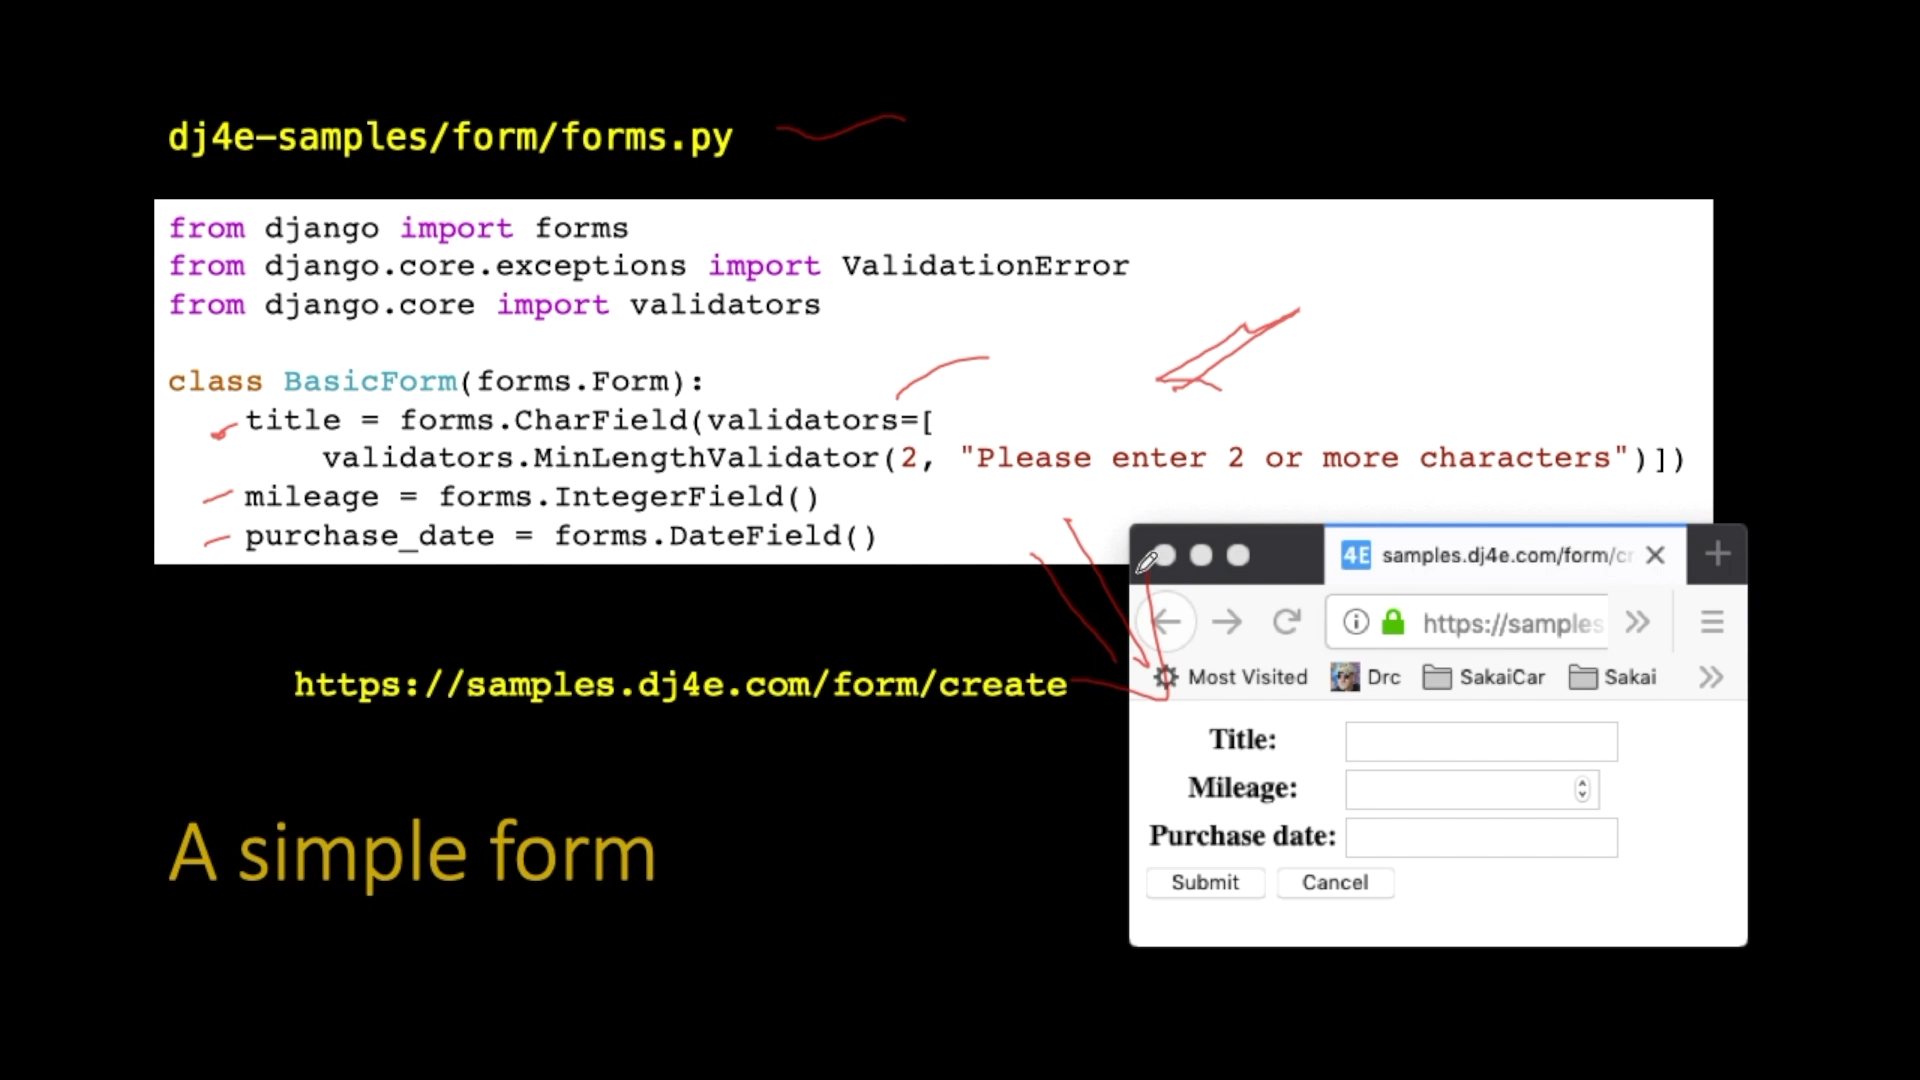 dj4e-samples/form/forms.py
from django import forms
from django.core.exceptions import ValidationError
from django.core import validators
class BasicForm(forms.Form):
    title = forms.CharField(validators=[
        validators.MinLengthValidator(2, "Please enter 2 or more characters")])
    mileage = forms.IntegerField()
    purchase_date = forms.DateField()
4E samples.dj4e.com/form/cr
https://samples
Most Visited Drc SakaiCar Sakai
https://samples.dj4e.com/form/create
Title:
Mileage:
Purchase date:
Submit Cancel
A simple form